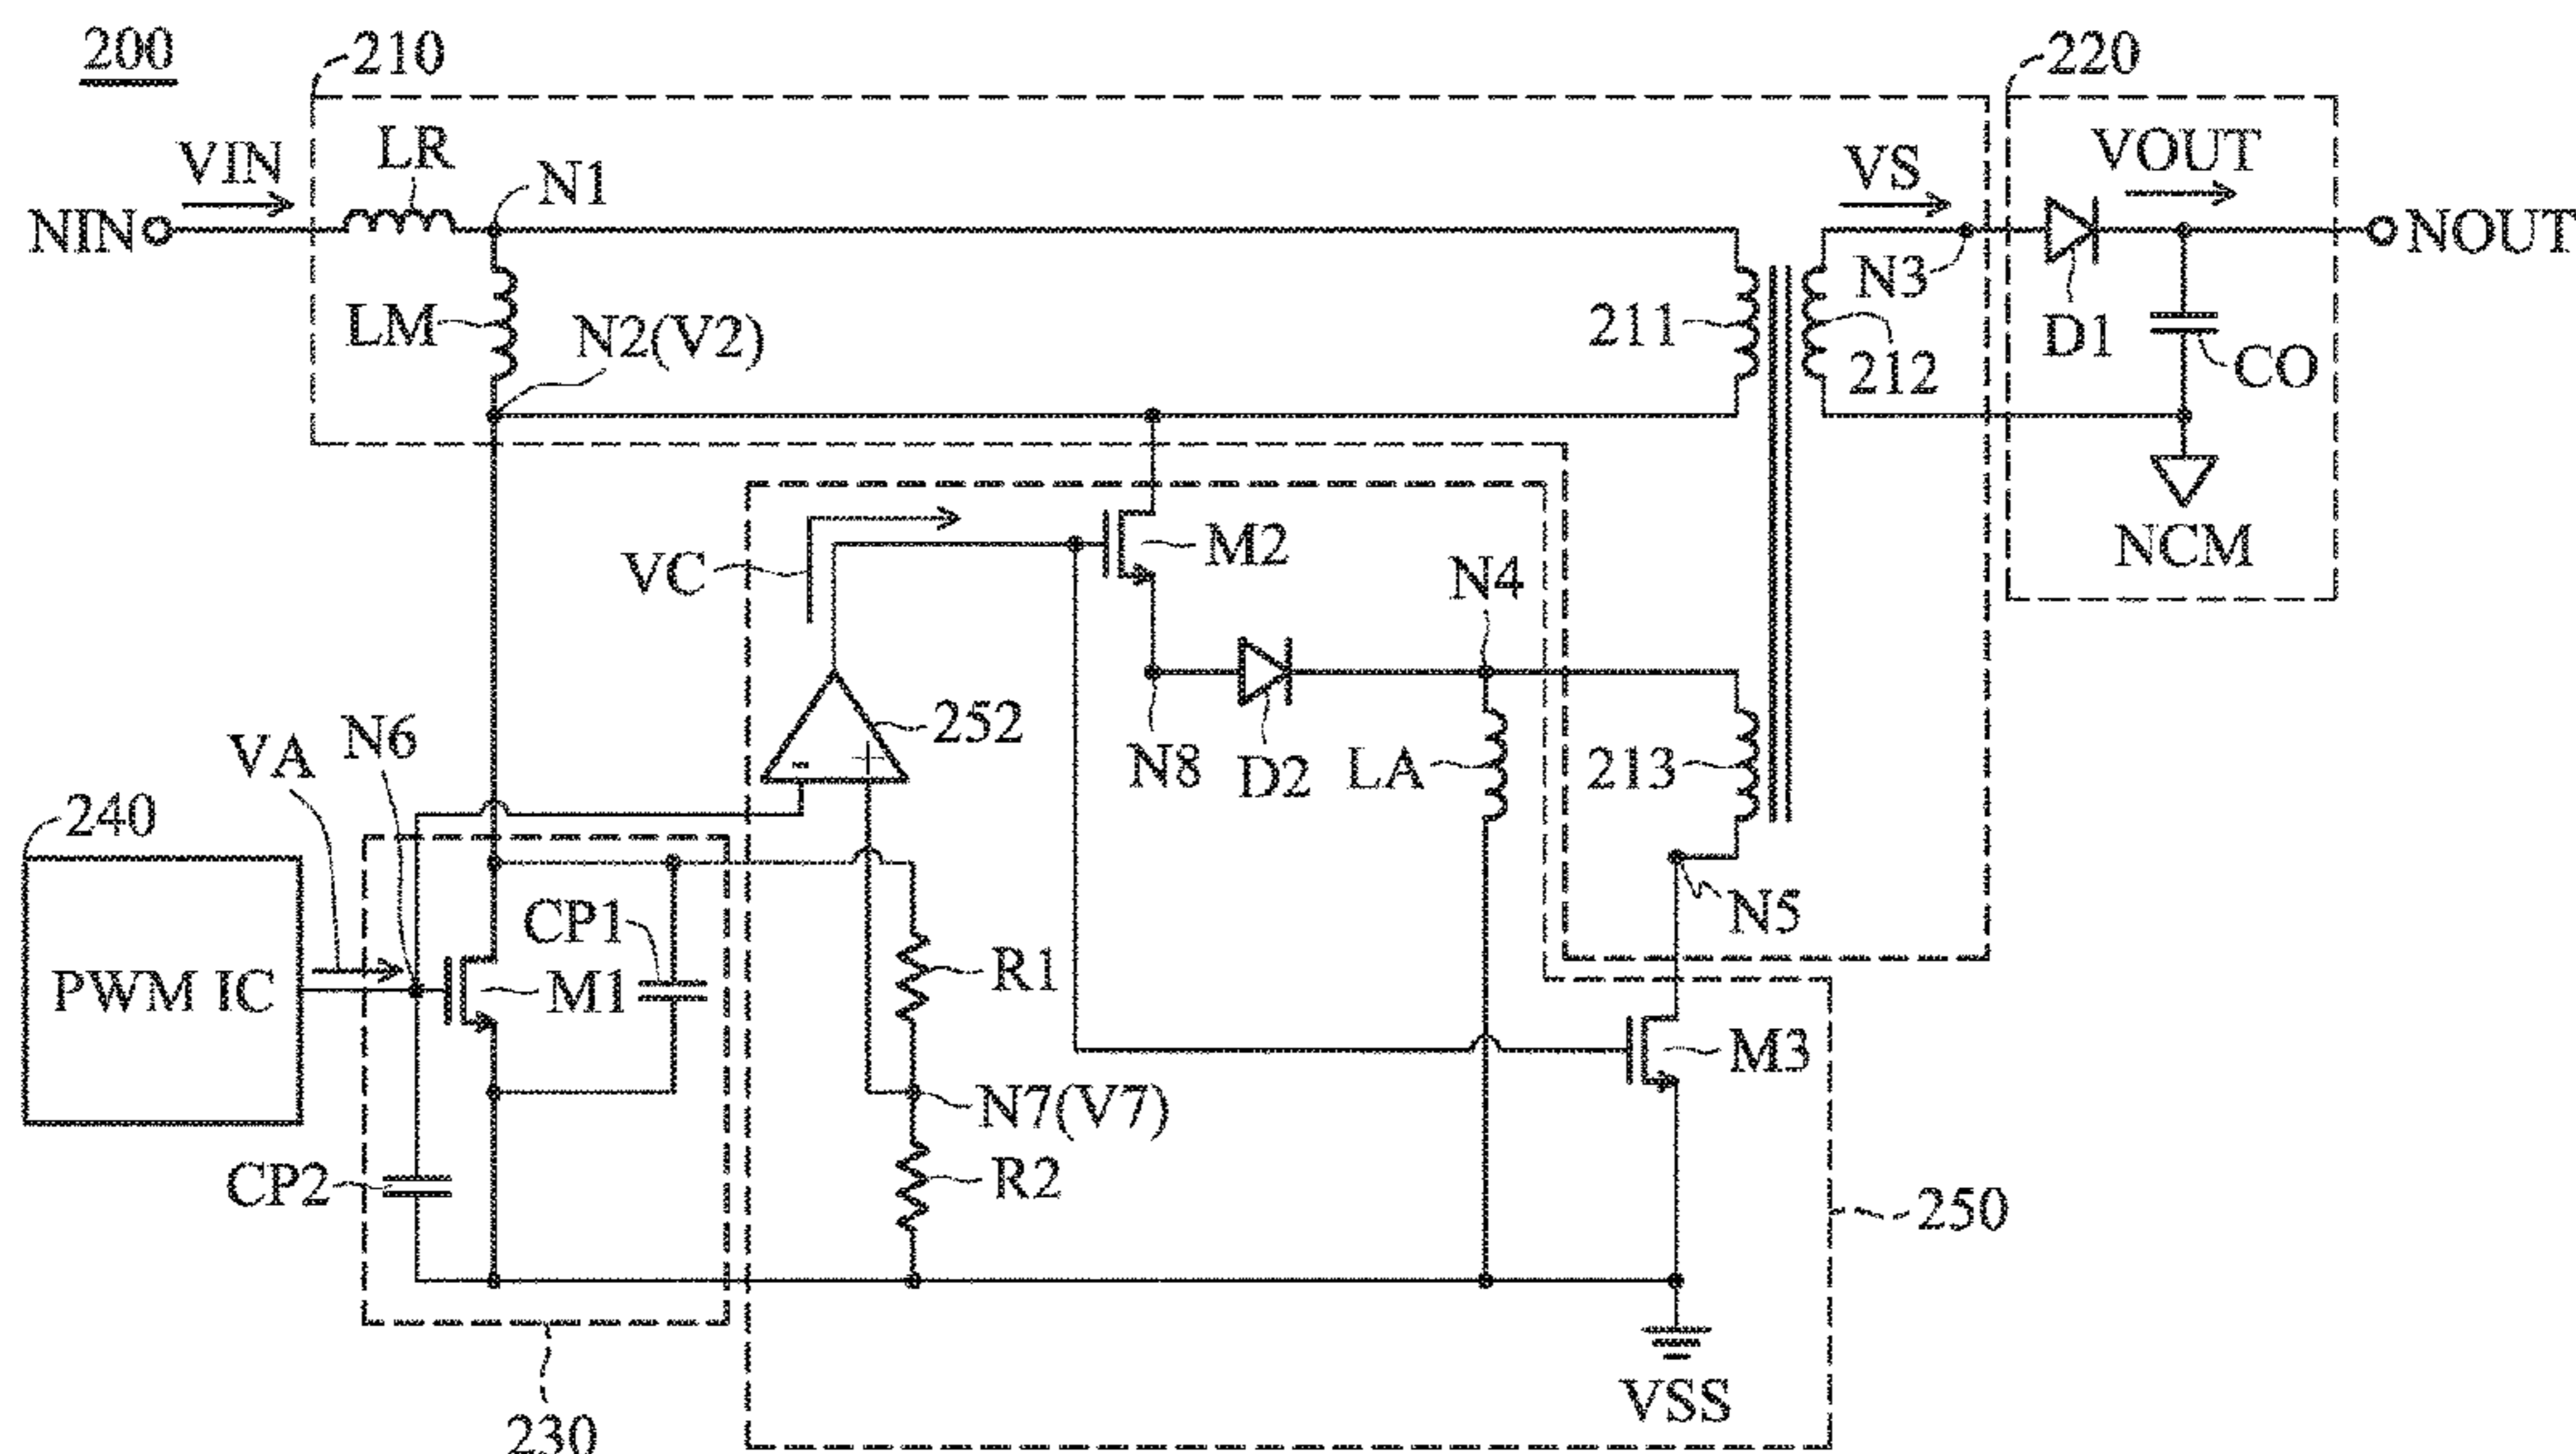 200
210
220
VIN
LR
N1
VS
VOUT
NIN
NOUT
N3
LM
N2(V2)
211
212
D1
CO
NCM
VC
M2
N4
252
N8
D2
LA
213
VA
N6
240
N5
PWM IC
CP1
M1
R1
M3
N7(V7)
CP2
R2
250
VSS
230
-
+